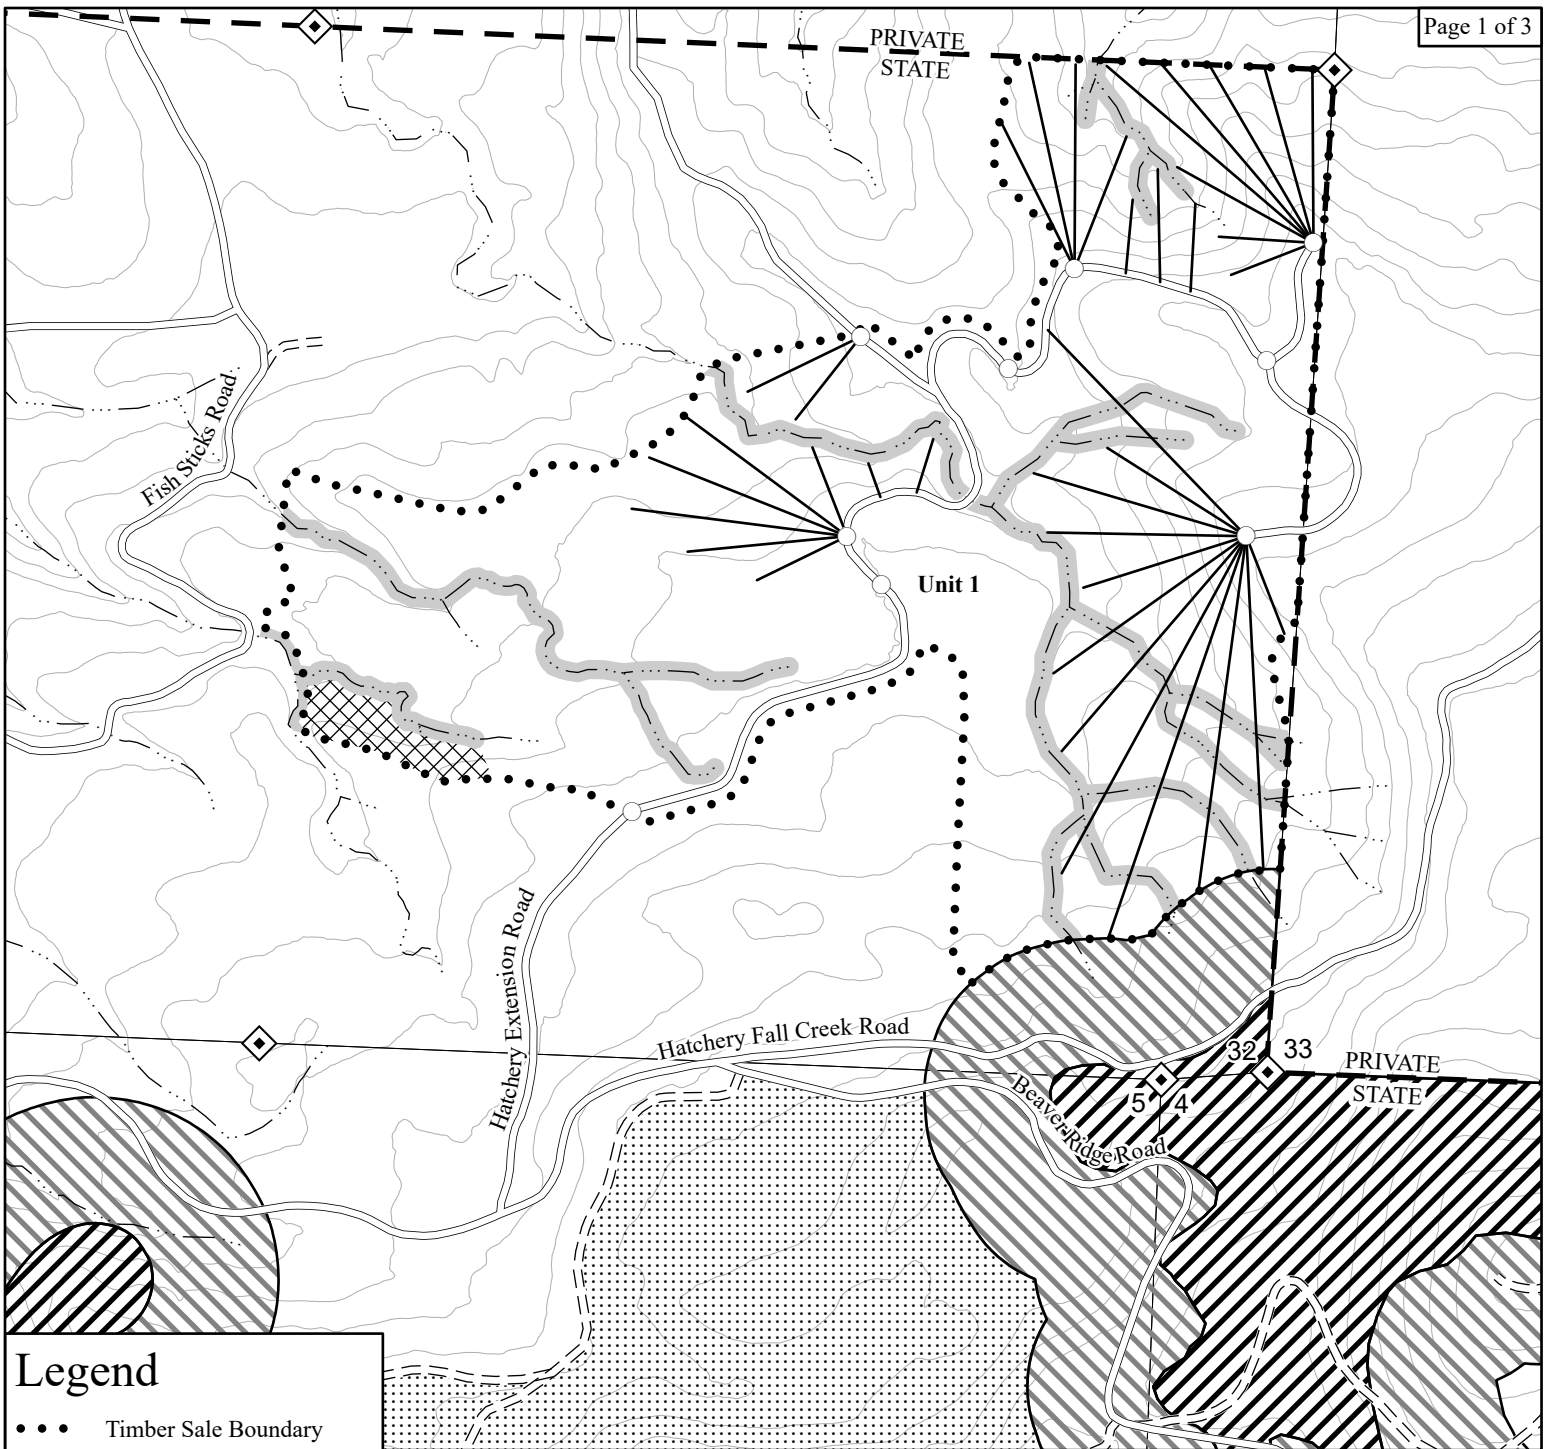 Page 1 of 3
PRIVATE
STATE
Fish Sticks Road
Unit 1
Hatchery Extension Road
Hatchery Fall Creek Road
32 33
PRIVATE
STATE
5 4
Beaver Ridge Road
Legend
Timber Sale Boundary